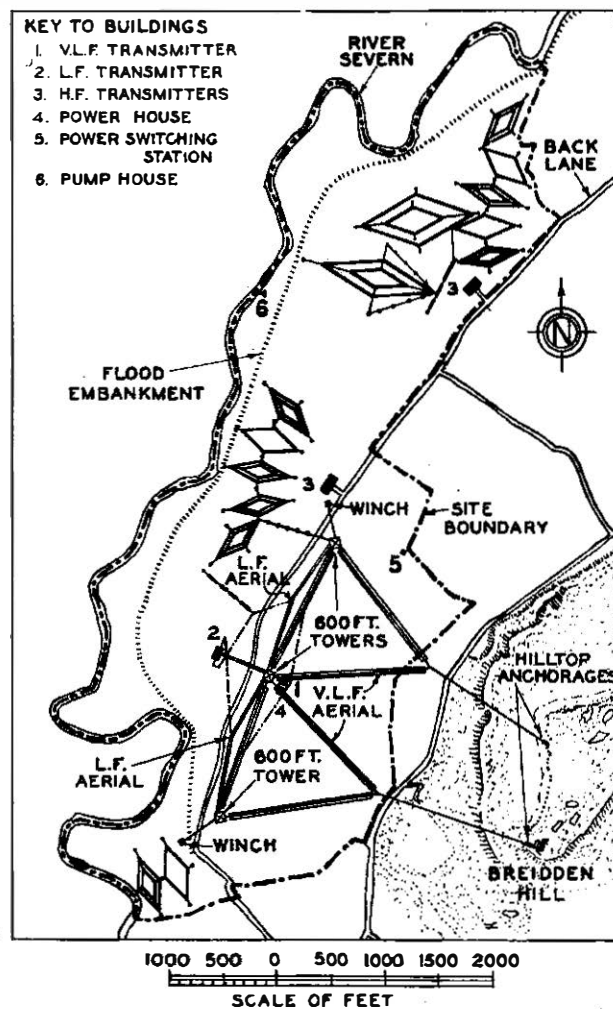 KEY TO BUILDINGS
1. V.L.F. TRANSMITTER
2. L.F. TRANSMITTER
3. H.F. TRANSMITTERS
4. POWER HOUSE
5. POWER SWITCHING
STATION
6. PUMP HOUSE
RIVER
SEVERN
BACK
LANE
3
6
N
FLOOD
EMBANKMENT
3
WINCH
SITE
BOUNDARY
5
L.F.
AERIAL
2
600 FT.
TOWERS
HILLTOP
ANCHORAGES
1
4
V.L.F.
AERIAL
L.F.
AERIAL
600 FT.
TOWER
WINCH
BREIDDEN
HILL
1000 500 0 500 1000 1500 2000
SCALE OF FEET